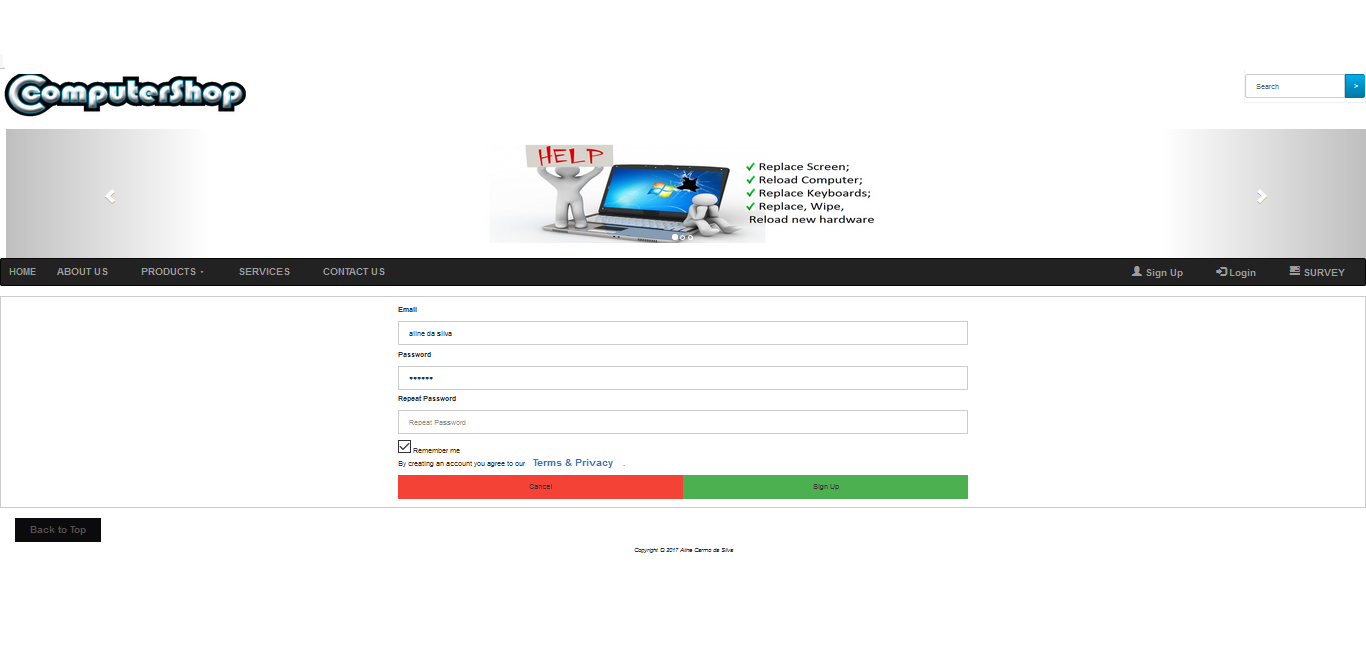 ComputerShop
Search >
HELP
Replace Screen;
Reload Computer;
Replace Keyboards;
Replace, Wipe,
Reload new hardware
HOME ABOUT US PRODUCTS SERVICES CONTACT US Sign Up Login SURVEY
Email
aline da silva
Password
******
Repeat Password
Repeat Password
Remember me
By creating an account you agree to our Terms & Privacy .
Cancel Sign Up
Back to Top
Copyright © 2017 Aline Carmo da Silva